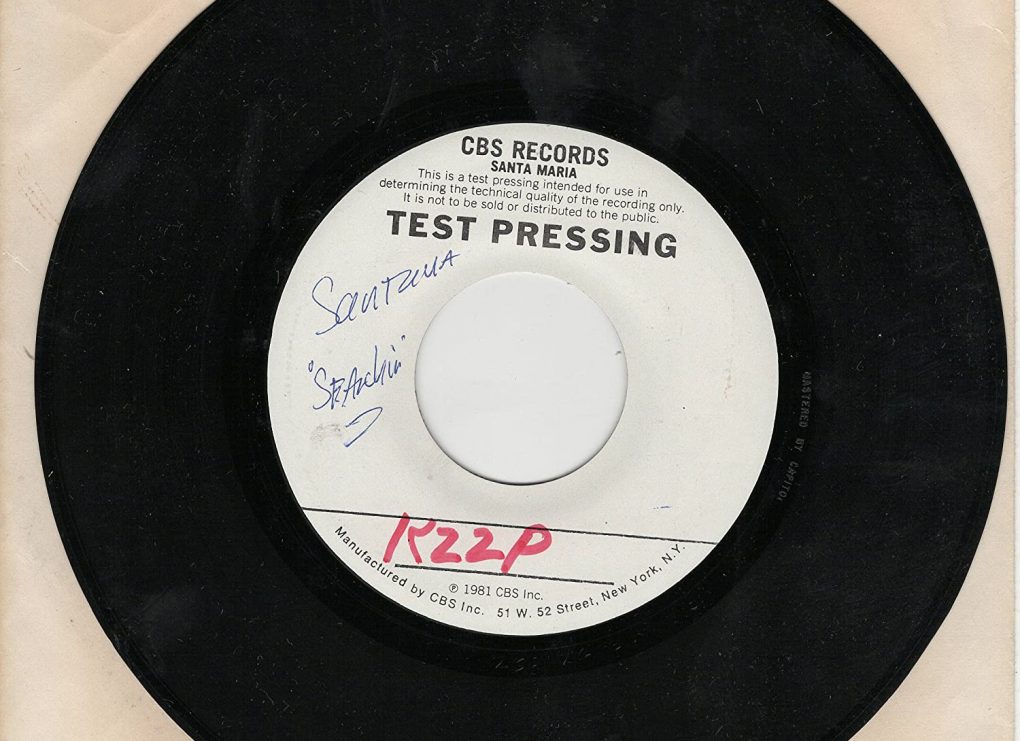 CBS RECORDS
SANTA MARIA
This is a test pressing intended for use in
determining the technical quality of the recording only.
It is not to be sold or distributed to the public.
TEST PRESSING
Santana
"SEArchin"
KZZP
℗ 1981 CBS Inc.
Manufactured by CBS Inc. 51 W. 52 Street, New York, N.Y.
MASTERED BY CAPITOL